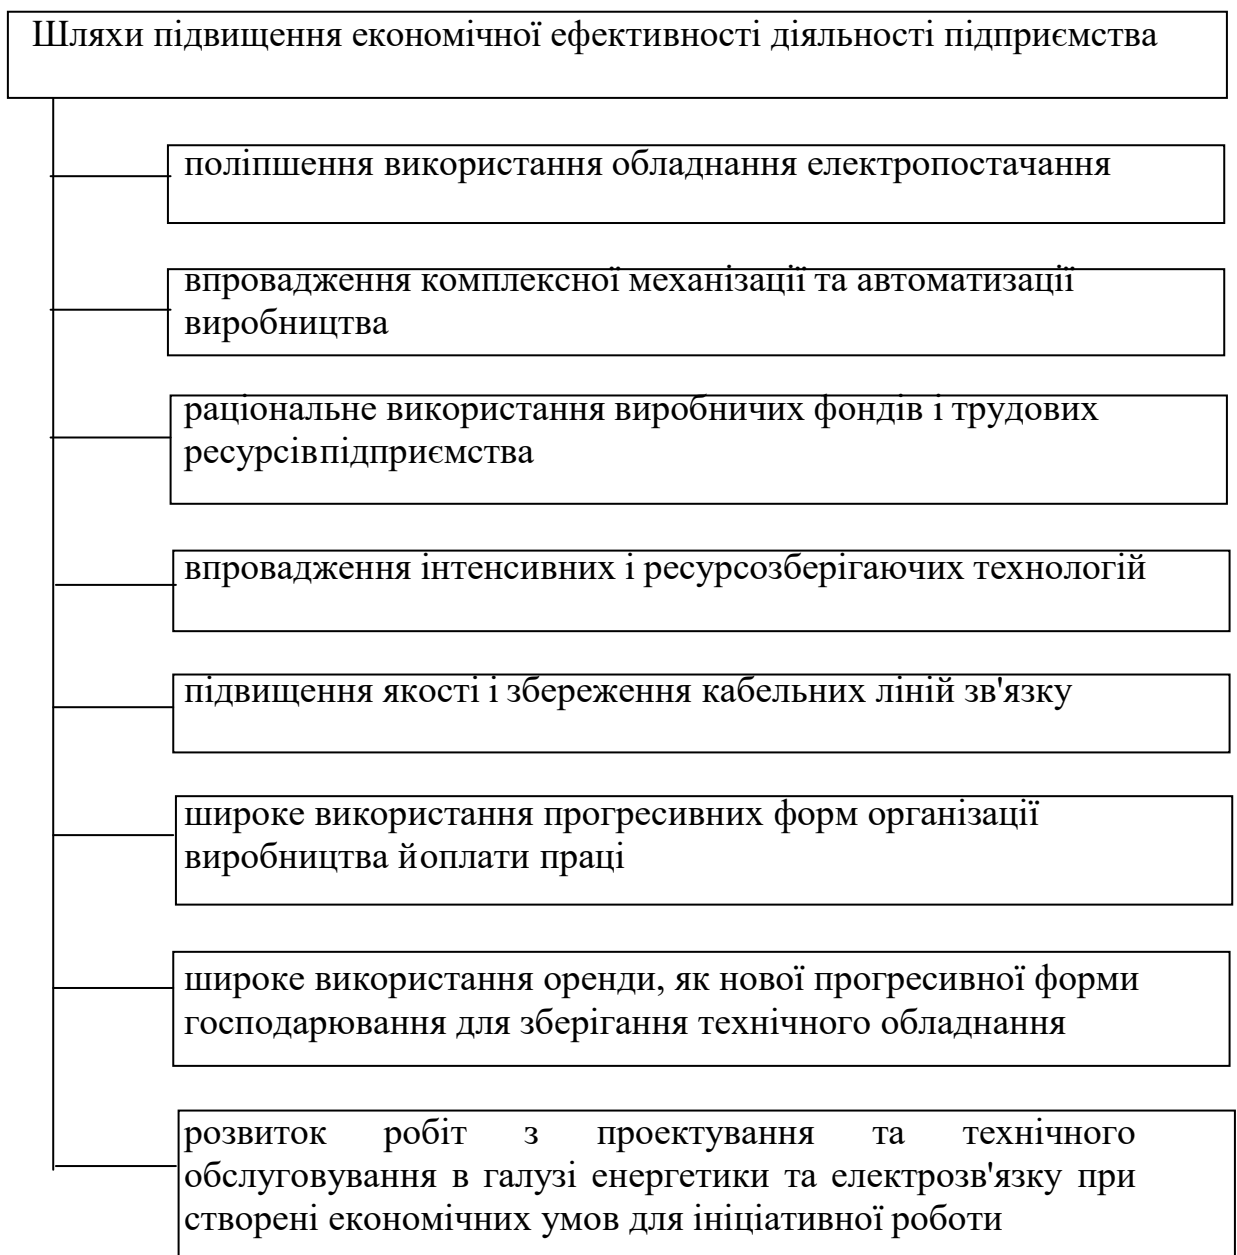 Шляхи підвищення економічної ефективності діяльності підприємства
поліпшення використання обладнання електропостачання
впровадження комплексної механізації та автоматизації
виробництва
раціональне використання виробничих фондів і трудових
ресурсівпідприємства
впровадження інтенсивних і ресурсозберігаючих технологій
підвищення якості і збереження кабельних ліній зв'язку
широке використання прогресивних форм організації
виробництва йоплати праці
широке використання оренди, як нової прогресивної форми
господарювання для зберігання технічного обладнання
розвиток робіт з проектування та технічного
обслуговування в галузі енергетики та електрозв'язку при
створені економічних умов для ініціативної роботи